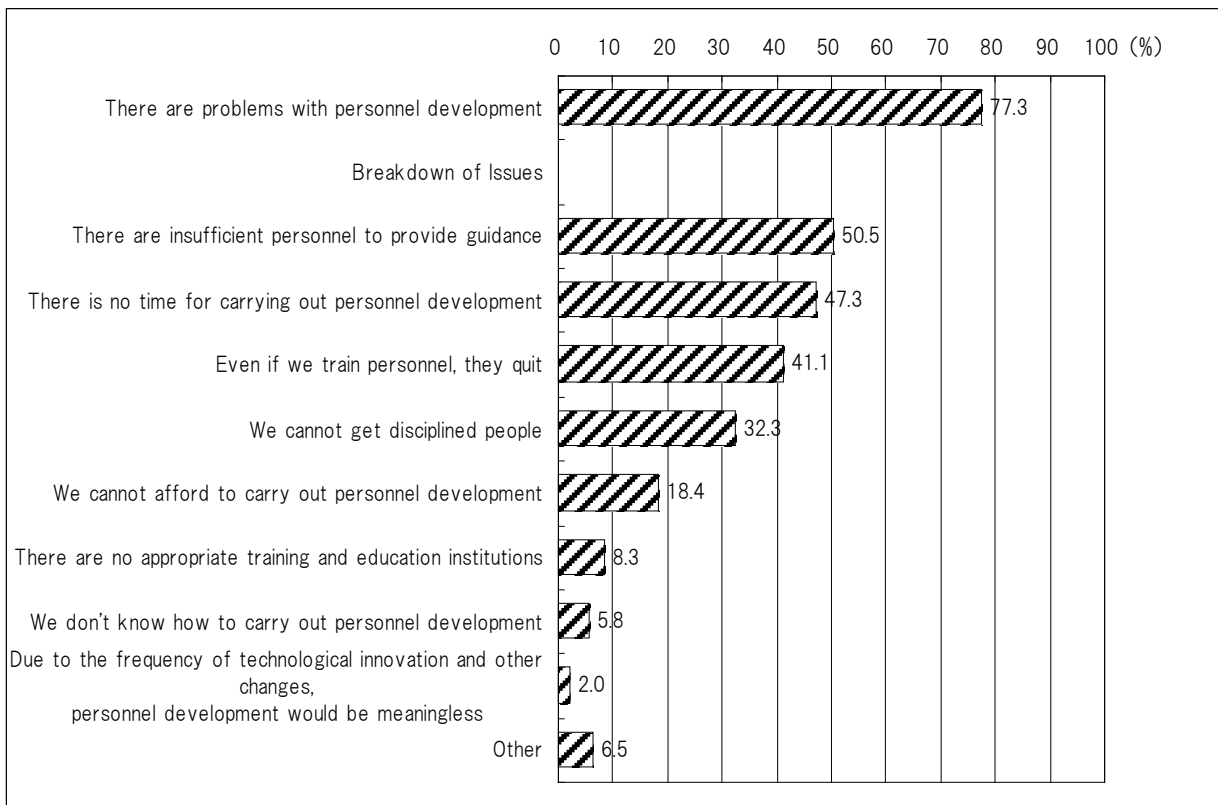 0 10 20 30 40 50 60 70 80 90 100 (%)
There are problems with personnel development 77.3
Breakdown of Issues
There are insufficient personnel to provide guidance 50.5
There is no time for carrying out personnel development 47.3
Even if we train personnel, they quit 41.1
We cannot get disciplined people 32.3
We cannot afford to carry out personnel development 18.4
There are no appropriate training and education institutions 8.3
We don't know how to carry out personnel development 5.8
Due to the frequency of technological innovation and other
changes, 2.0
personnel development would be meaningless
Other 6.5